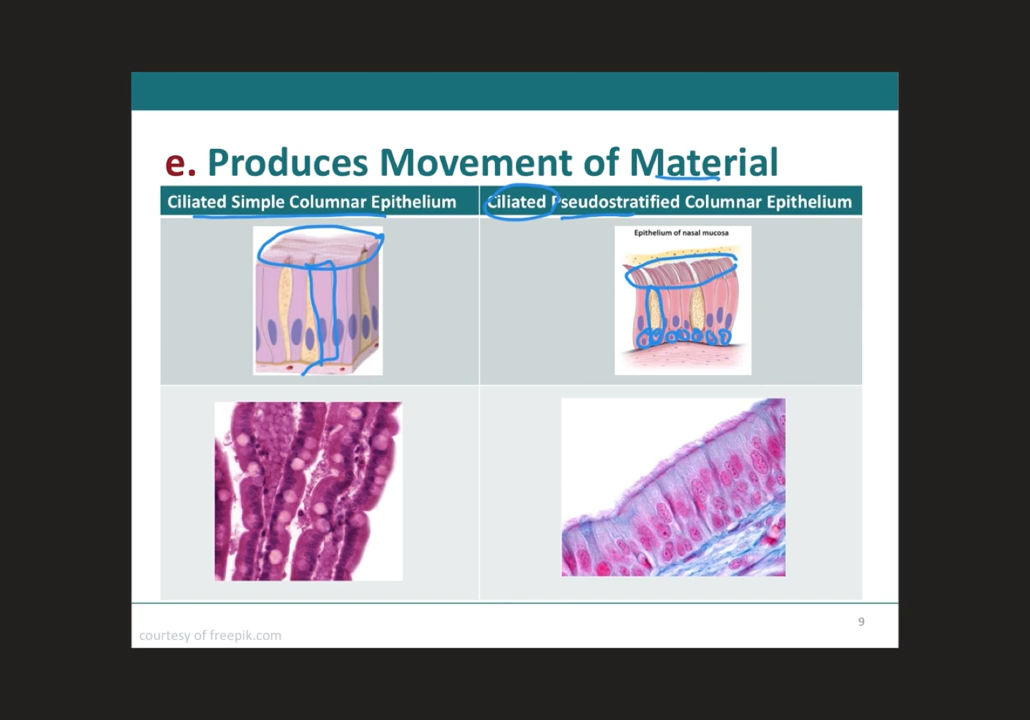 e. Produces Movement of Material
Ciliated Simple Columnar Epithelium
Ciliated Pseudostratified Columnar Epithelium
Epithelium of nasal mucosa
9
courtesy of freepik.com